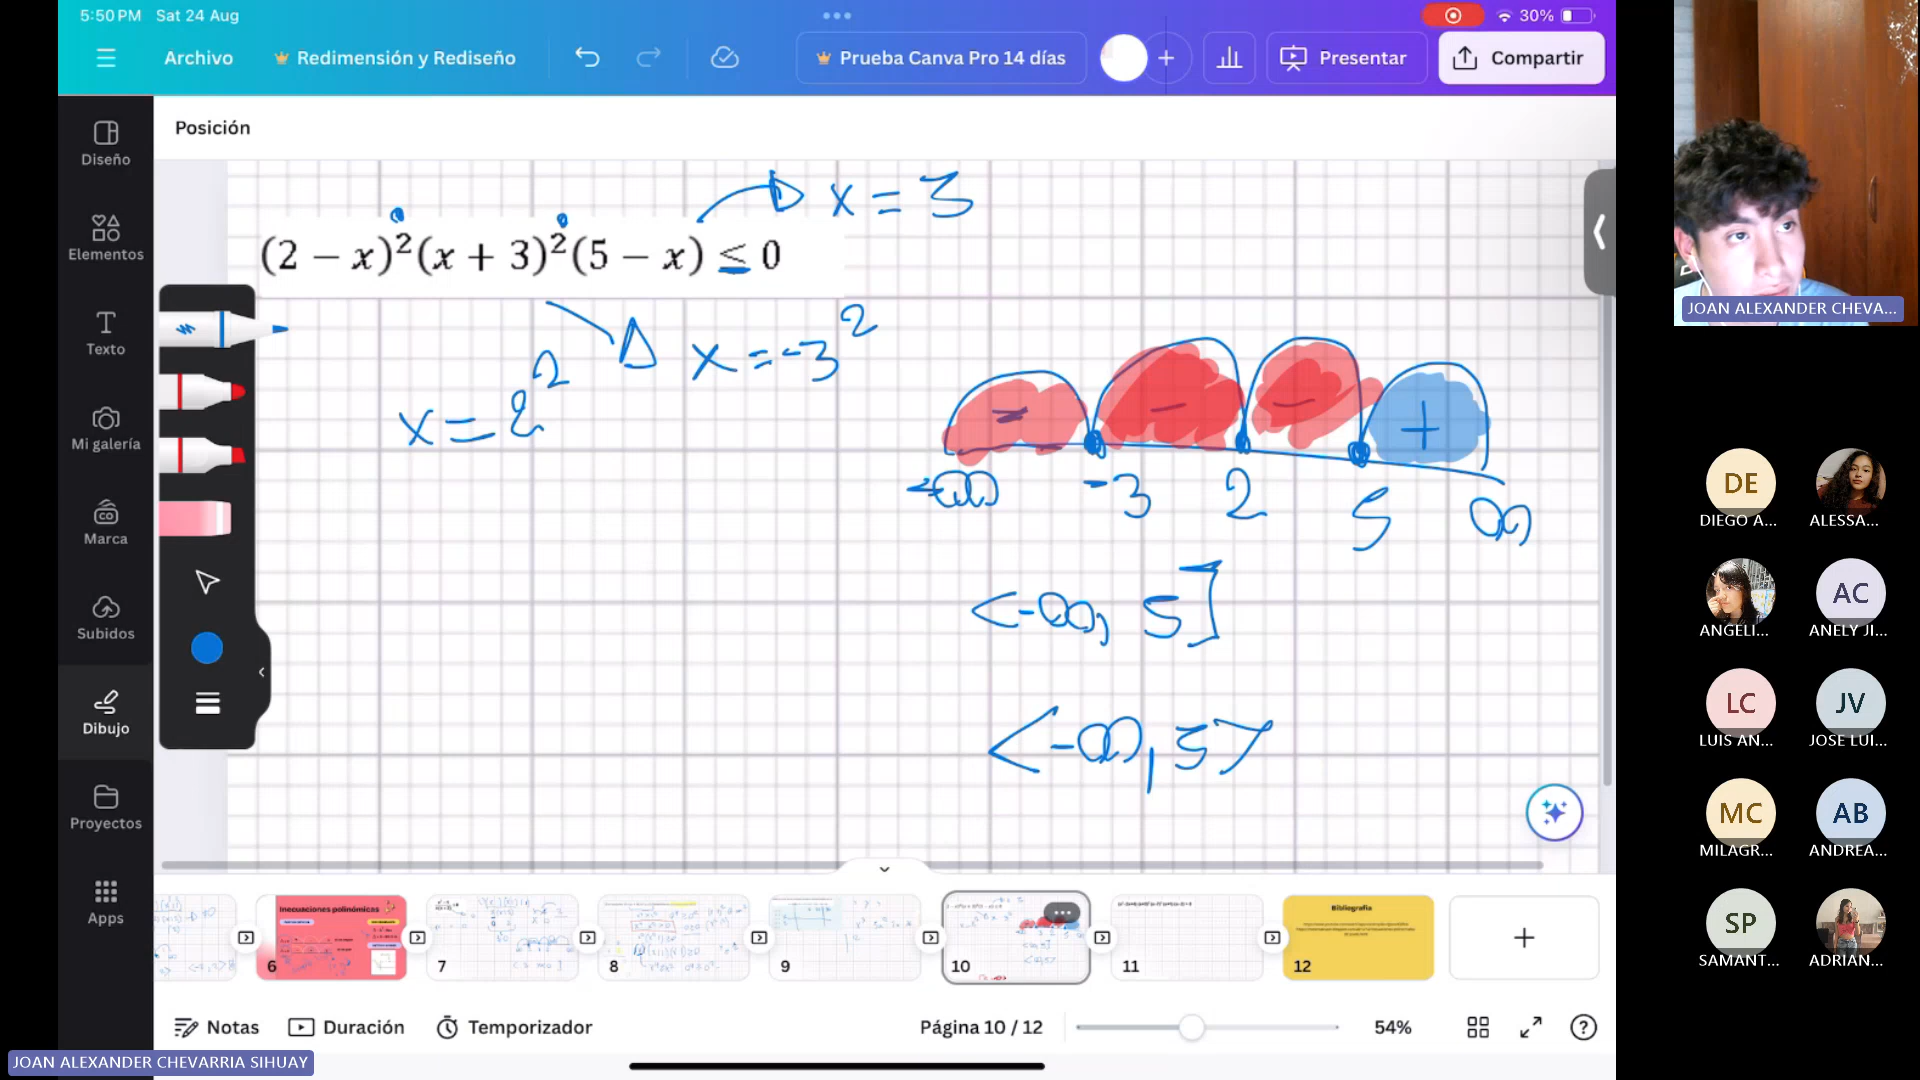 5:50 PM Sat 24 Aug
30%
Archivo
Redimensión y Rediseño
Prueba Canva Pro 14 días
+
Presentar
Compartir
Posición
Diseño
Elementos
Texto
Mi galería
Marca
Subidos
Dibujo
Proyectos
Apps
x = 3
(2 − x)²(x + 3)²(5 − x) ≤ 0
x = -3²
x = 2²
- - - +
-∞ -3 2 5 ∞
<-∞, 5]
<-∞, 5>
6
Inecuaciones polinómicas
7
8
9
10
11
12
Bibliografía
+
Notas
Duración
Temporizador
Página 10 / 12
54%
?
JOAN ALEXANDER CHEVARRIA SIHUAY
JOAN ALEXANDER CHEVA...
DE
DIEGO A...
ALESSA...
ANGELI...
AC
ANELY JI...
LC
LUIS AN...
JV
JOSE LUI...
MC
MILAGR...
AB
ANDREA...
SP
SAMANT...
ADRIAN...